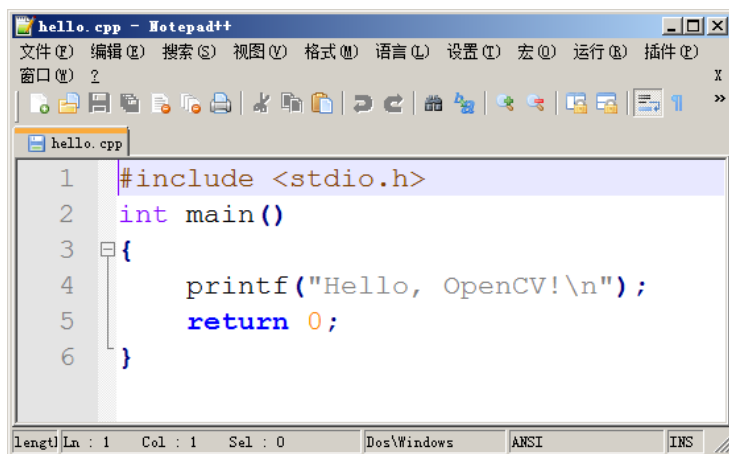 hello.cpp - Notepad++
文件(F) 编辑(E) 搜索(S) 视图(V) 格式(M) 语言(L) 设置(T) 宏(O) 运行(R) 插件(P)
窗口(W) ? X
hello.cpp
1 #include <stdio.h>
2 int main()
3 {
4 printf("Hello, OpenCV!\n");
5 return 0;
6 }
lengtl Ln : 1 Col : 1 Sel : 0 Dos\Windows ANSI INS